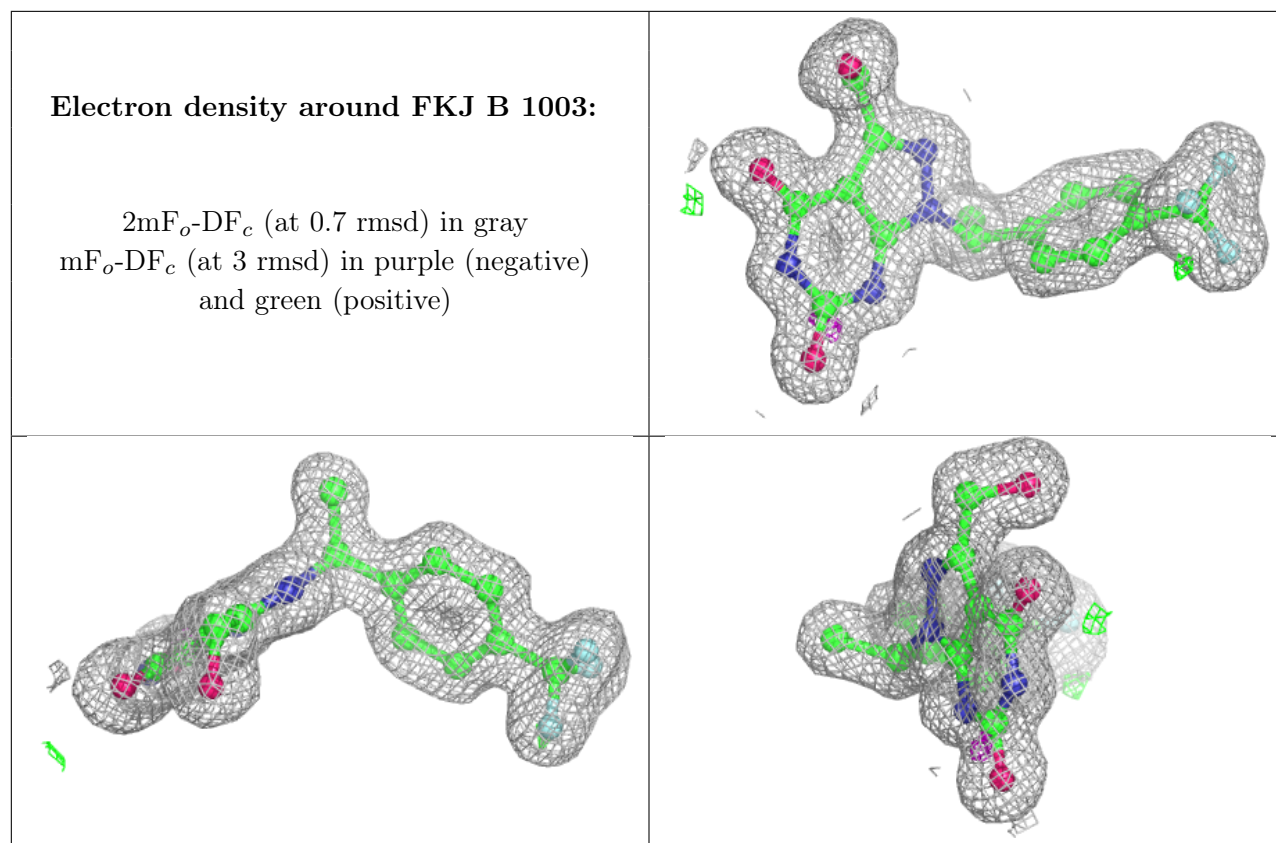 Electron density around FKJ B 1003:
2mFo-DFc (at 0.7 rmsd) in gray
mFo-DFc (at 3 rmsd) in purple (negative)
and green (positive)